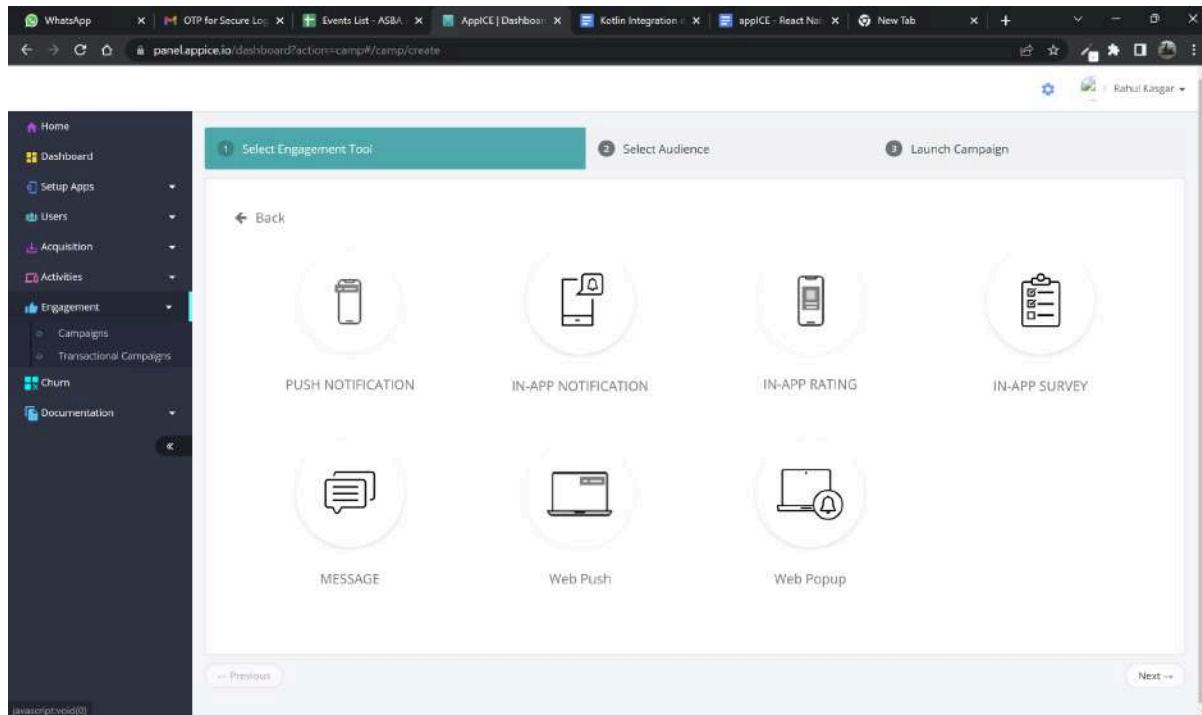 WhatsApp
OTP for Secure Log
Events List - ASBA
AppICE | Dashboar
Kotlin Integration
appICE - React Nat
New Tab
panel.appice.io/dashboard?action=camp#/camp/create
Rahul Kasgar
Home
Dashboard
Setup Apps
Users
Acquisition
Activities
Engagement
Campaigns
Transactional Campaigns
Churn
Documentation
1 Select Engagement Tool
2 Select Audience
3 Launch Campaign
← Back
PUSH NOTIFICATION
IN-APP NOTIFICATION
IN-APP RATING
IN-APP SURVEY
MESSAGE
Web Push
Web Popup
← Previous
Next →
javascript:void(0)